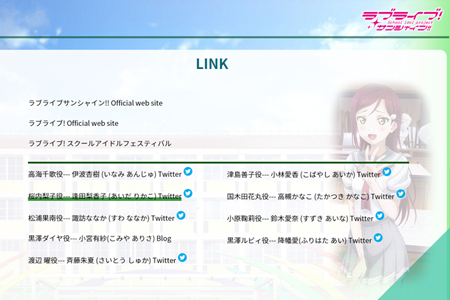 ラブライブ!
School idol project
サンシャイン!!
LINK
ラブライブサンシャイン!! Official web site
ラブライブ! Official web site
ラブライブ! スクールアイドルフェスティバル
高海千歌役--- 伊波杏樹 (いなみ あんじゅ) Twitter
桜内梨子役--- 逢田梨香子 (あいだ りかこ) Twitter
松浦果南役--- 諏訪ななか (すわ ななか) Twitter
黒澤ダイヤ役--- 小宮有紗(こみや ありさ) Blog
渡辺 曜役--- 斉藤朱夏 (さいとう しゅか) Twitter
津島善子役--- 小林愛香 (こばやし あいか) Twitter
国木田花丸役--- 高槻かなこ (たかつき かなこ) Twitter
小原鞠莉役--- 鈴木愛奈 (すずき あいな) Twitter
黒澤ルビィ役--- 降幡愛(ふりはた あい) Twitter